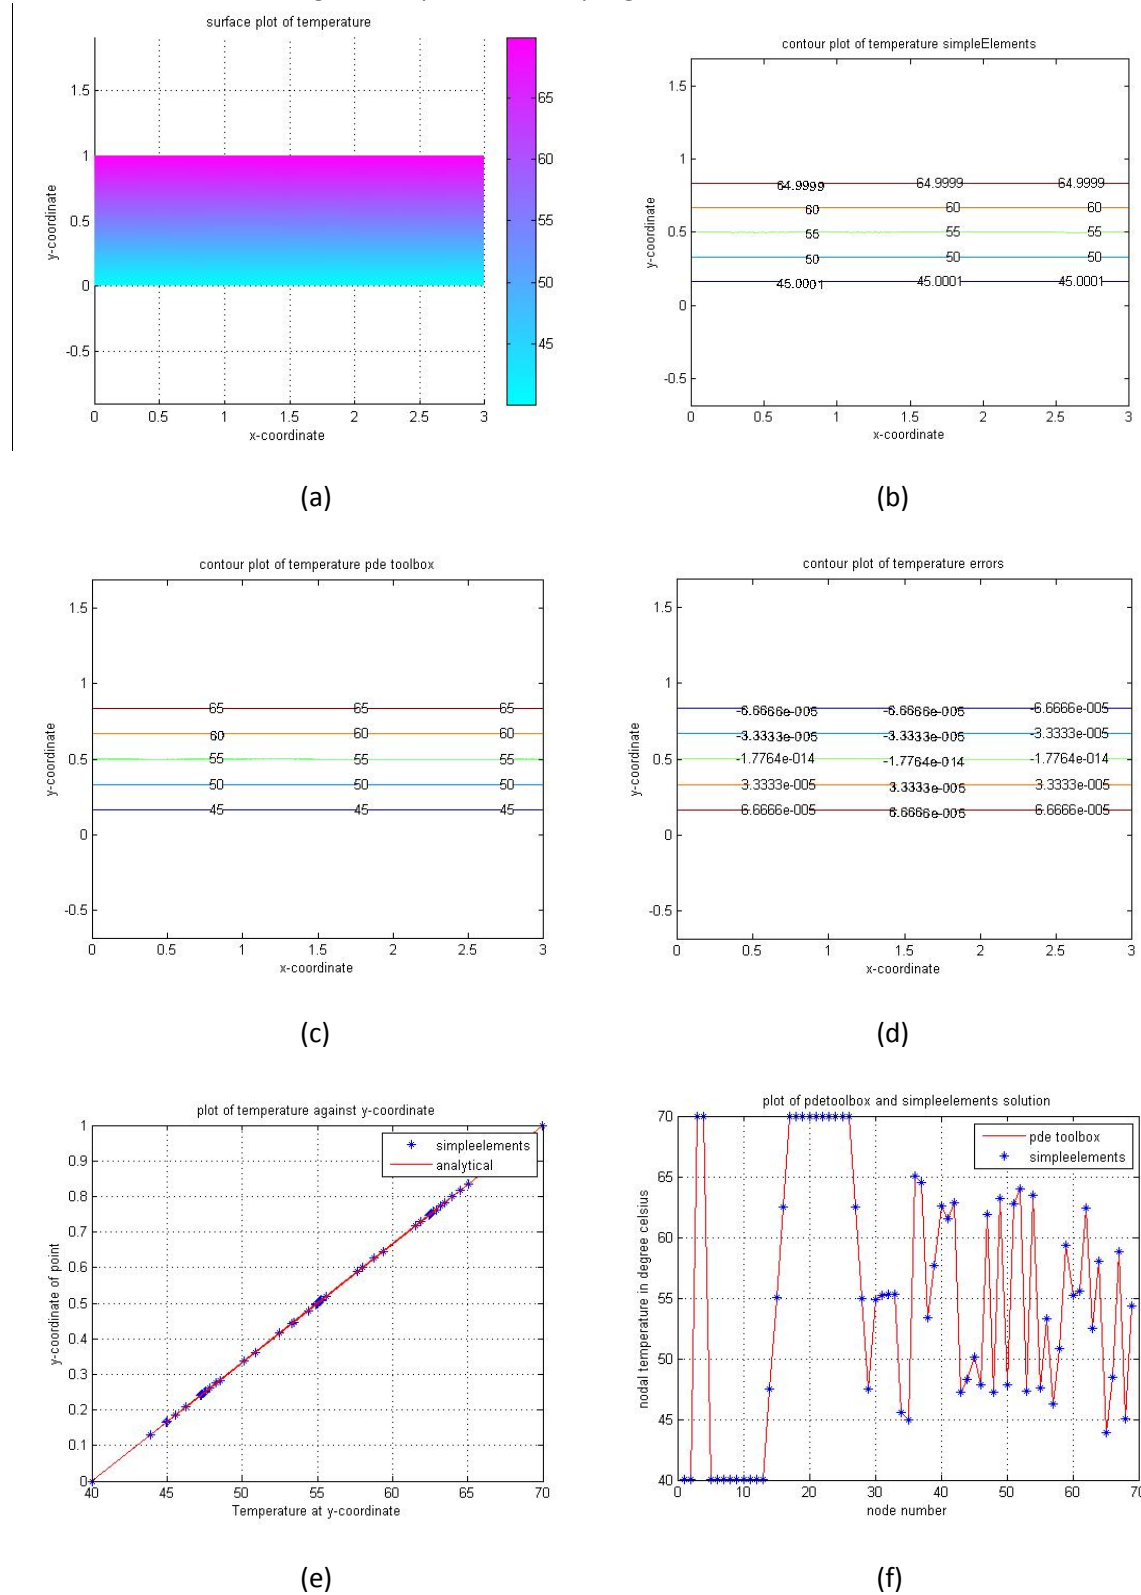 surface plot of temperature
1.5
1
0.5
0
-0.5
y-coordinate
0 0.5 1 1.5 2 2.5 3
x-coordinate
65
60
55
50
45
(a)
contour plot of temperature simpleElements
1.5
1
0.5
0
-0.5
y-coordinate
64.9999 64.9999 64.9999
60 60 60
55 55 55
50 50 50
45.0001 45.0001 45.0001
0 0.5 1 1.5 2 2.5 3
x-coordinate
(b)
contour plot of temperature pde toolbox
1.5
1
0.5
0
-0.5
y-coordinate
65 65 65
60 60 60
55 55 55
50 50 50
45 45 45
0 0.5 1 1.5 2 2.5 3
x-coordinate
(c)
contour plot of temperature errors
1.5
1
0.5
0
-0.5
y-coordinate
-6.6666e-005 -6.6666e-005 -6.6666e-005
-3.3333e-005 -3.3333e-005 -3.3333e-005
-1.7764e-014 -1.7764e-014 -1.7764e-014
3.3333e-005 3.3333e-005 3.3333e-005
6.6666e-005 6.6666e-005 6.6666e-005
0 0.5 1 1.5 2 2.5 3
x-coordinate
(d)
plot of temperature against y-coordinate
simpleelements
analytical
1
0.9
0.8
0.7
0.6
0.5
0.4
0.3
0.2
0.1
0
y-coordinate of point
40 45 50 55 60 65 70
Temperature at y-coordinate
(e)
plot of pdetoolbox and simpleelements solution
pde toolbox
simpleelements
70
65
60
55
50
45
40
nodal temperature in degree celsius
0 10 20 30 40 50 60 70
node number
(f)